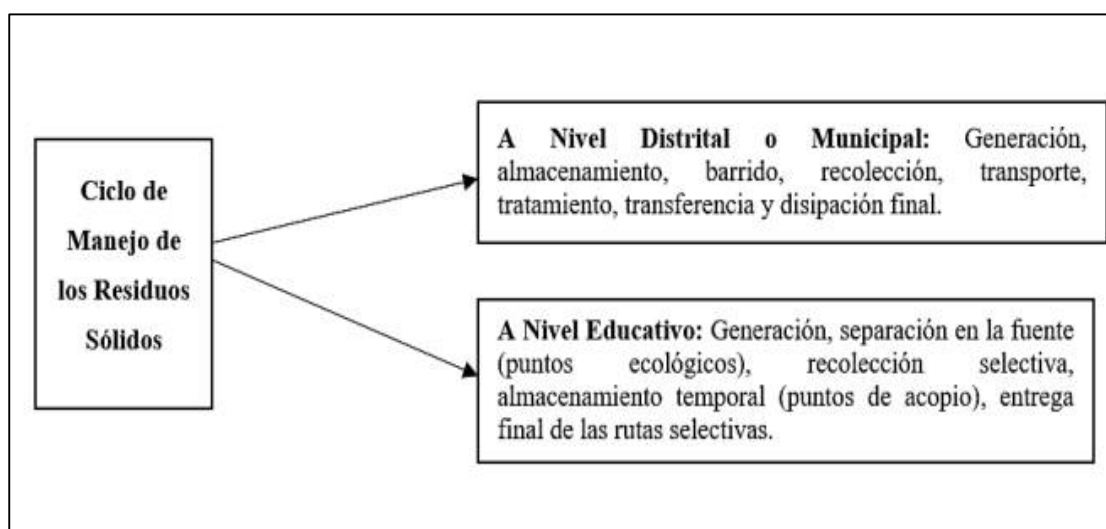 Ciclo de
Manejo de
los Residuos
Sólidos
A Nivel Distrital o Municipal: Generación,
almacenamiento, barrido, recolección, transporte,
tratamiento, transferencia y disipación final.
A Nivel Educativo: Generación, separación en la fuente
(puntos ecológicos), recolección selectiva,
almacenamiento temporal (puntos de acopio), entrega
final de las rutas selectivas.